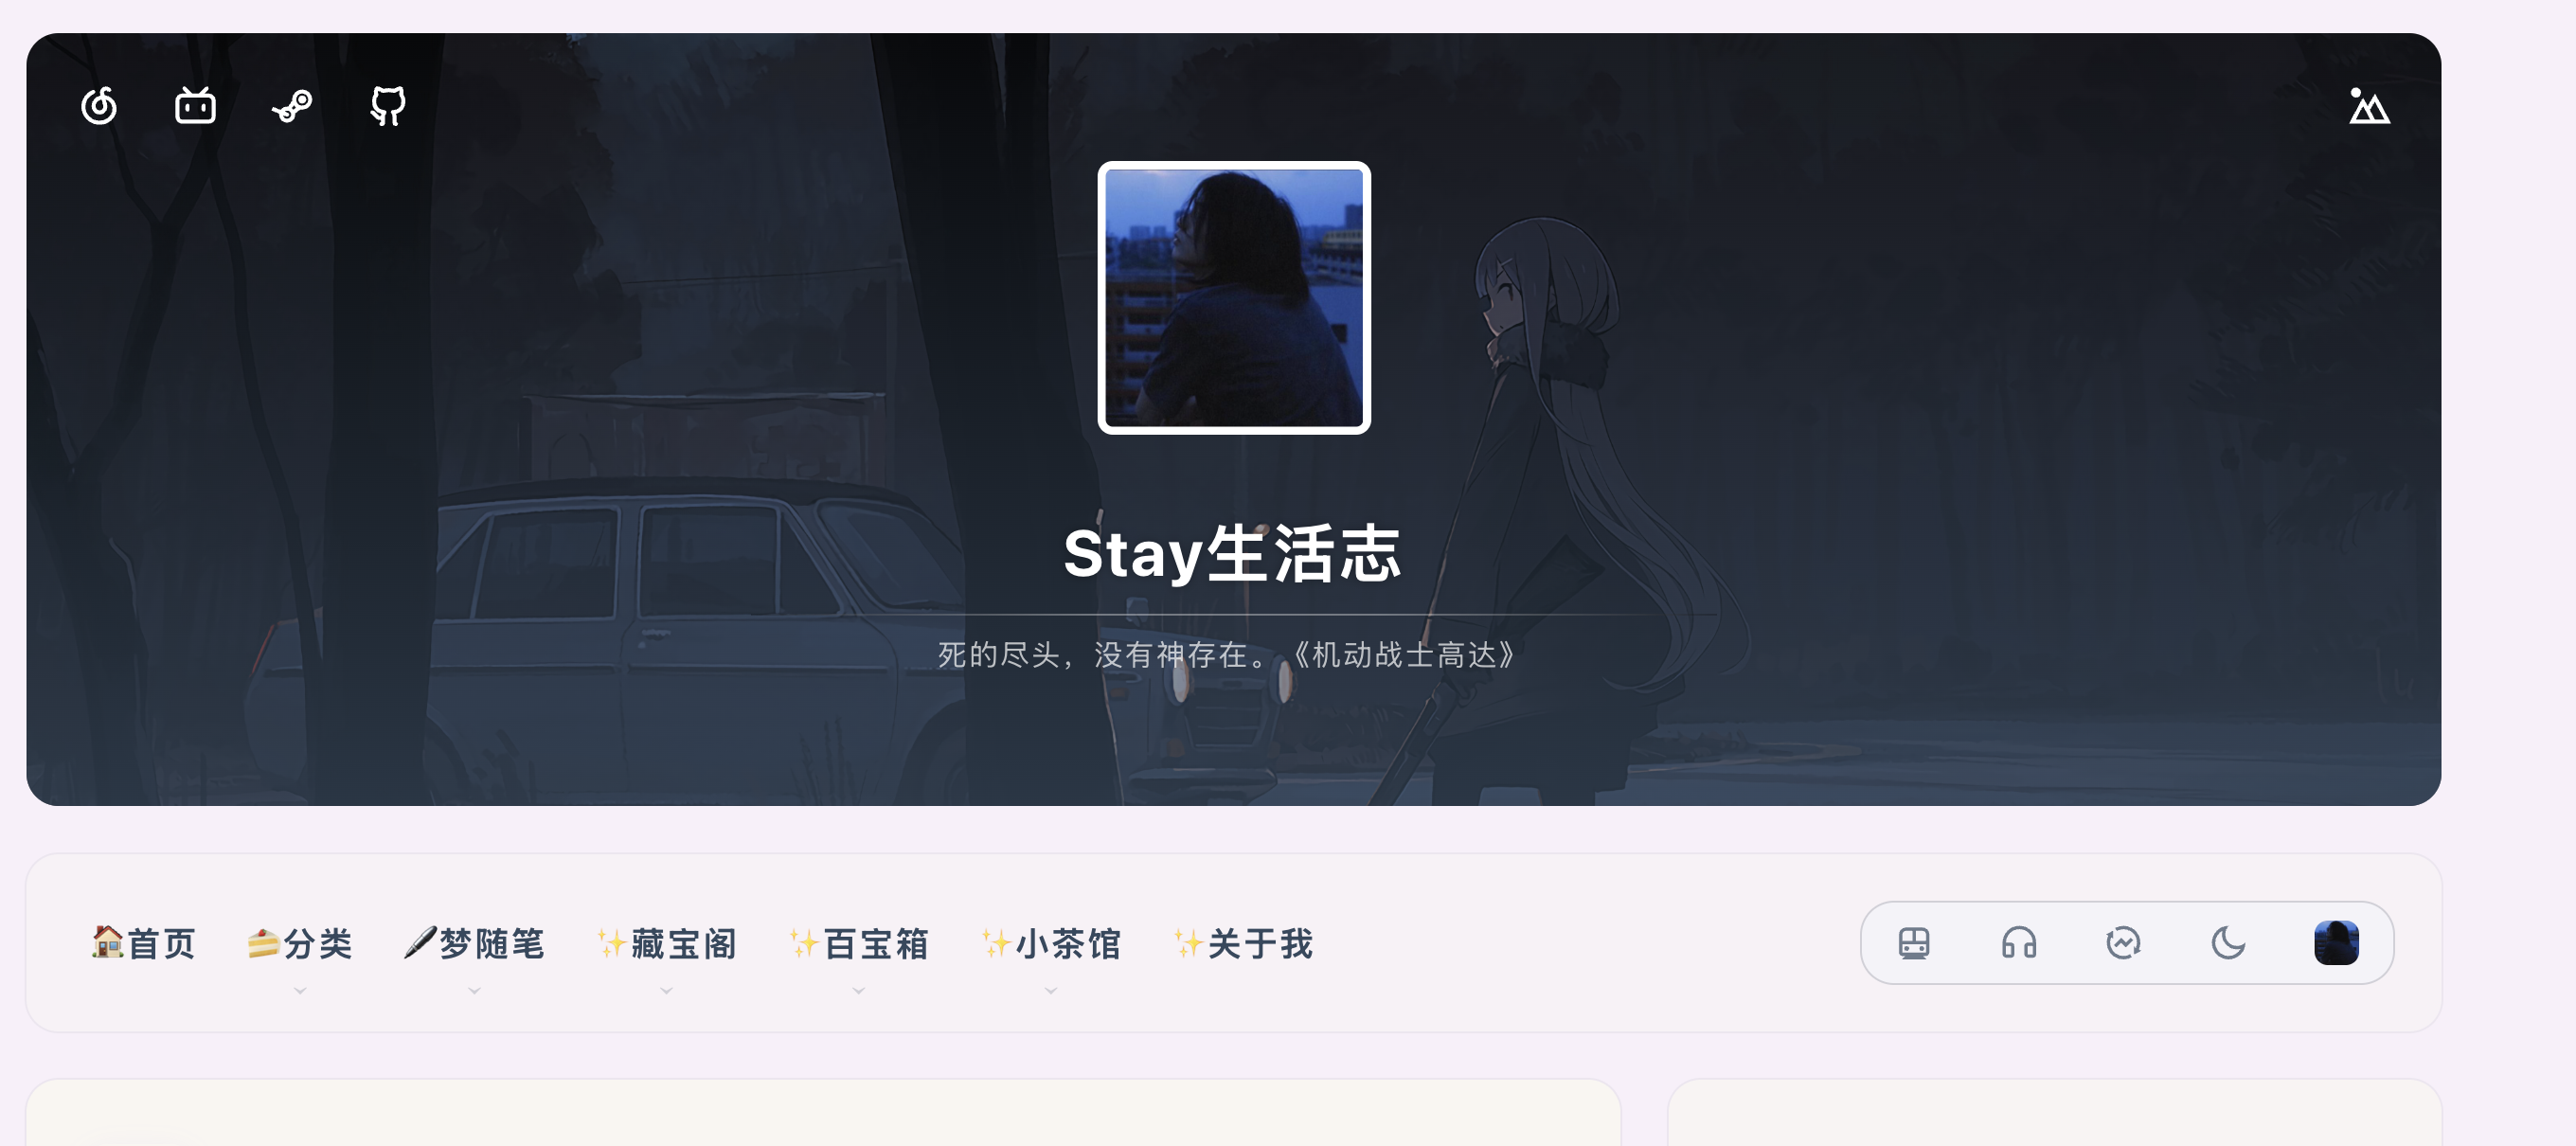 Stay生活志
死的尽头，没有神存在。《机动战士高达》
首页 分类 梦随笔 藏宝阁 百宝箱 小茶馆 关于我